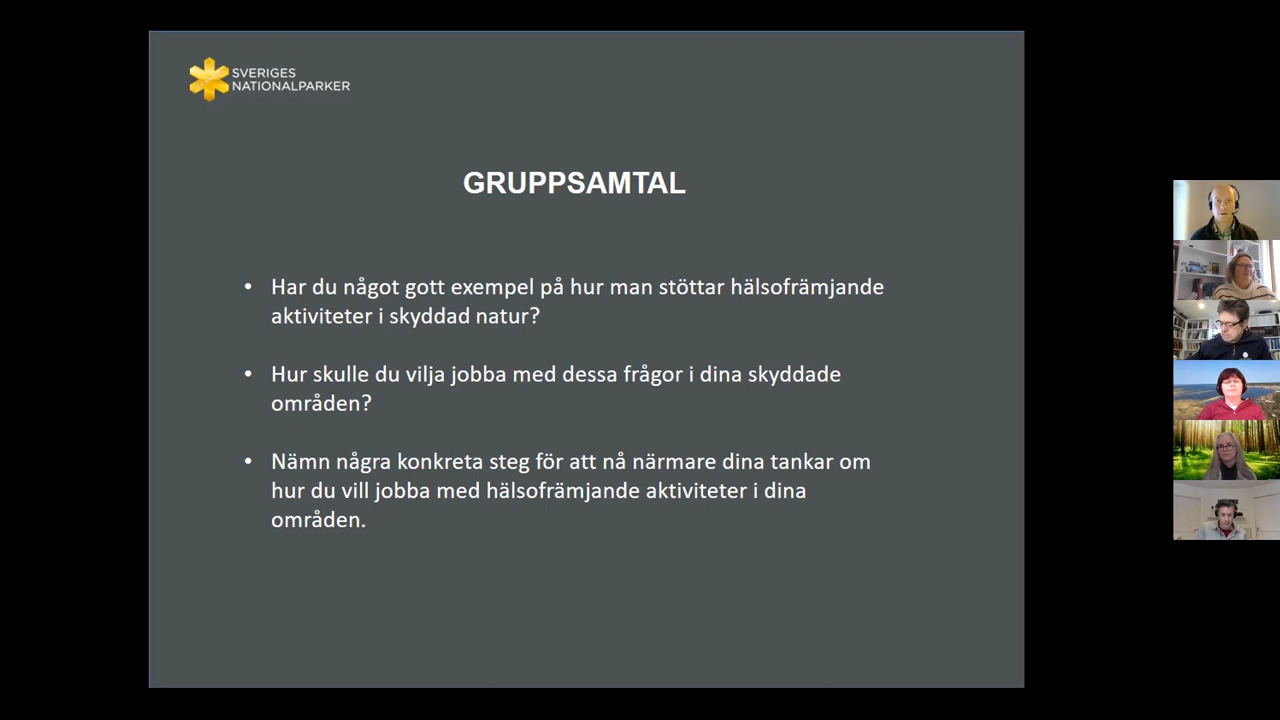 SVERIGES
NATIONALPARKER
GRUPPSAMTAL
• Har du något gott exempel på hur man stöttar hälsofrämjande
aktiviteter i skyddad natur?
• Hur skulle du vilja jobba med dessa frågor i dina skyddade
områden?
• Nämn några konkreta steg för att nå närmare dina tankar om
hur du vill jobba med hälsofrämjande aktiviteter i dina
områden.